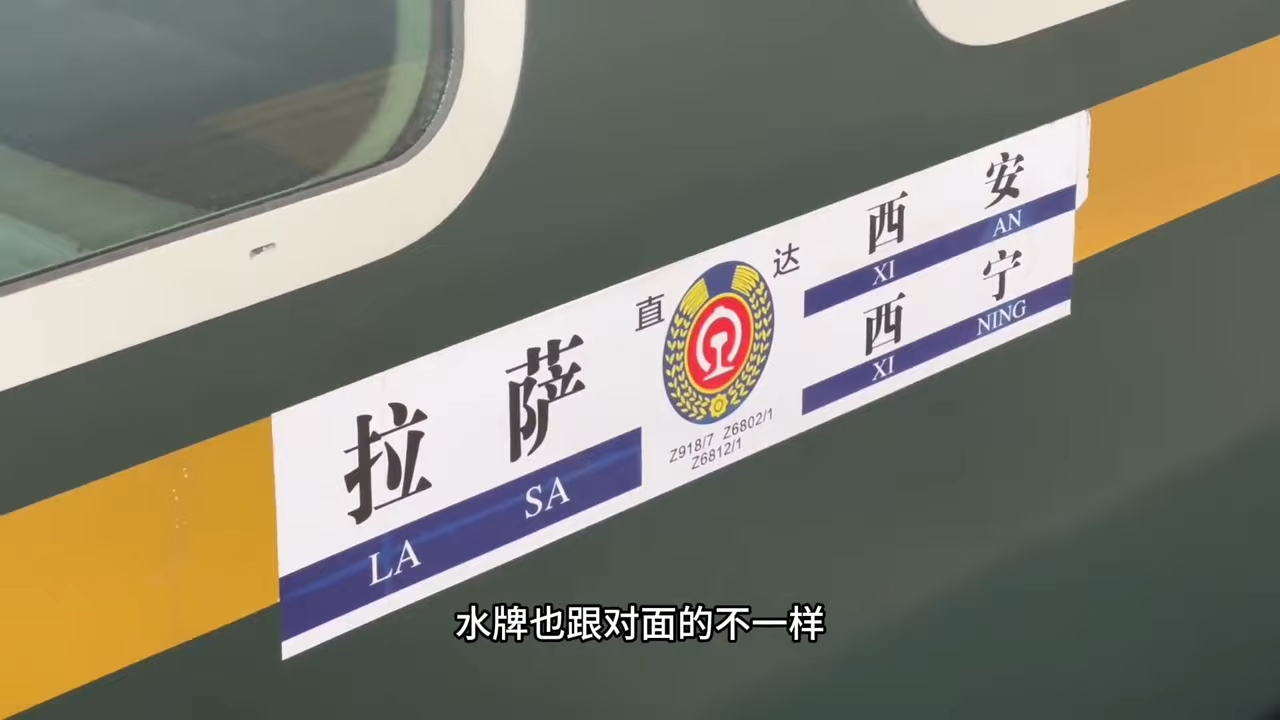 拉萨
LA SA
直达
Z918/7 Z6802/1
Z6812/1
西安
XI AN
西宁
XI NING
水牌也跟对面的不一样